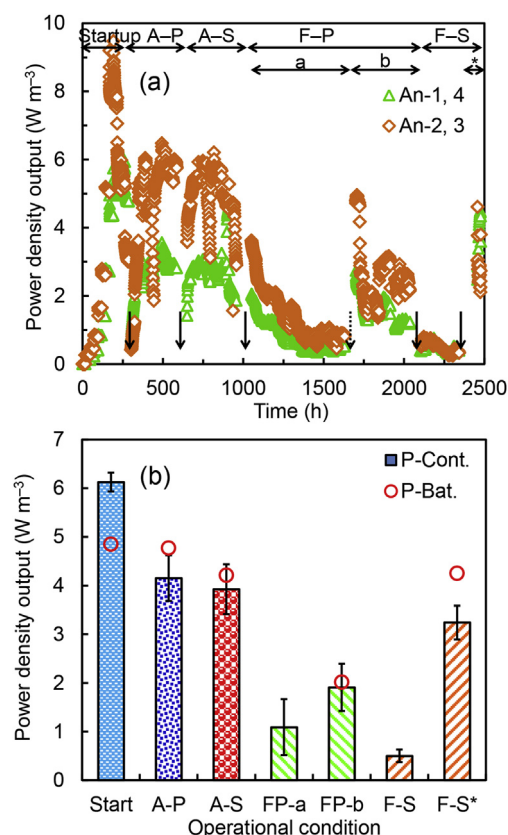 Startup A–P A–S F–P F–S
a b *
(a)
An-1, 4
An-2, 3
Power density output (W m–3)
10
8
6
4
2
0
0 500 1000 1500 2000 2500
Time (h)
(b)
P-Cont.
P-Bat.
Power density output (W m–3)
7
6
5
4
3
2
1
0
Start A-P A-S FP-a FP-b F-S F-S*
Operational condition